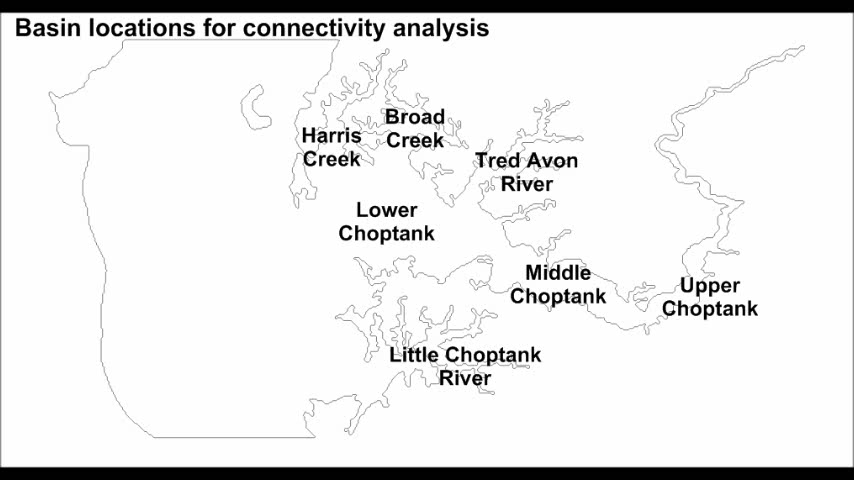 Basin locations for connectivity analysis
Broad
Creek
Harris
Creek
Tred Avon
River
Lower
Choptank
Middle
Choptank
Upper
Choptank
Little Choptank
River